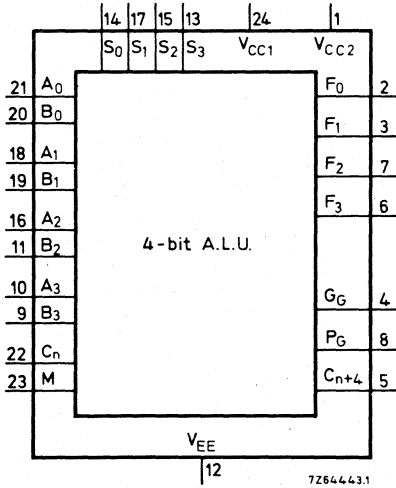 14 17 15 13 24 1
S0 S1 S2 S3 VCC1 VCC2
21 A0 F0 2
20 B0
F1 3
18 A1
19 B1 F2 7
16 A2 F3 6
11 B2
4-bit A.L.U.
10 A3 GG 4
9 B3
22 Cn PG 8
23 M Cn+4 5
VEE
12
7Z64443.1